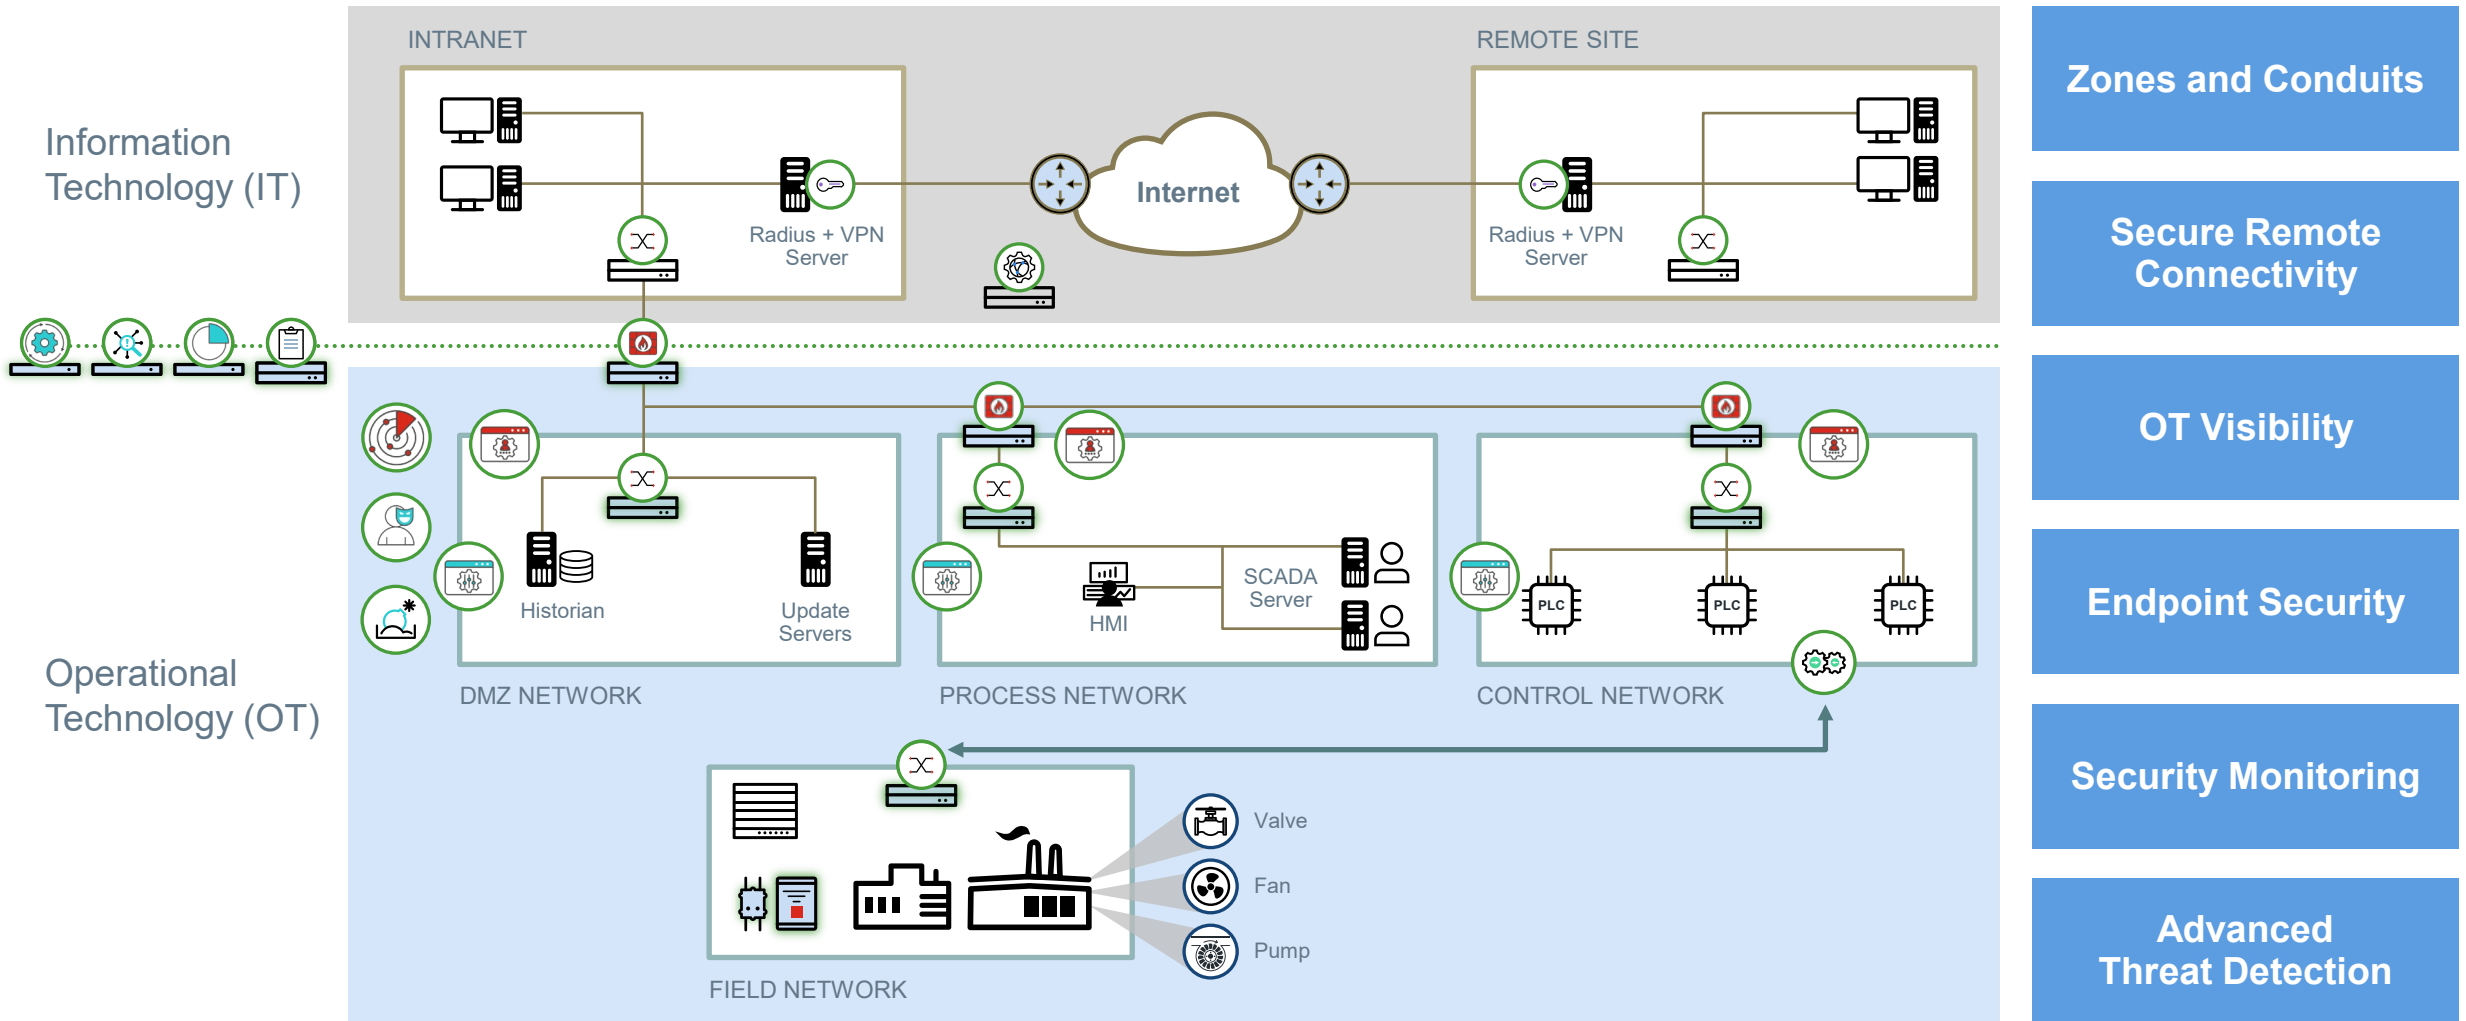 INTRANET
REMOTE SITE
Information
Technology (IT)
Internet
Radius + VPN
Server
Radius + VPN
Server
Operational
Technology (OT)
Historian
Update
Servers
DMZ NETWORK
HMI
SCADA
Server
PROCESS NETWORK
PLC
PLC
PLC
CONTROL NETWORK
Valve
Fan
Pump
FIELD NETWORK
Zones and Conduits
Secure Remote
Connectivity
OT Visibility
Endpoint Security
Security Monitoring
Advanced
Threat Detection